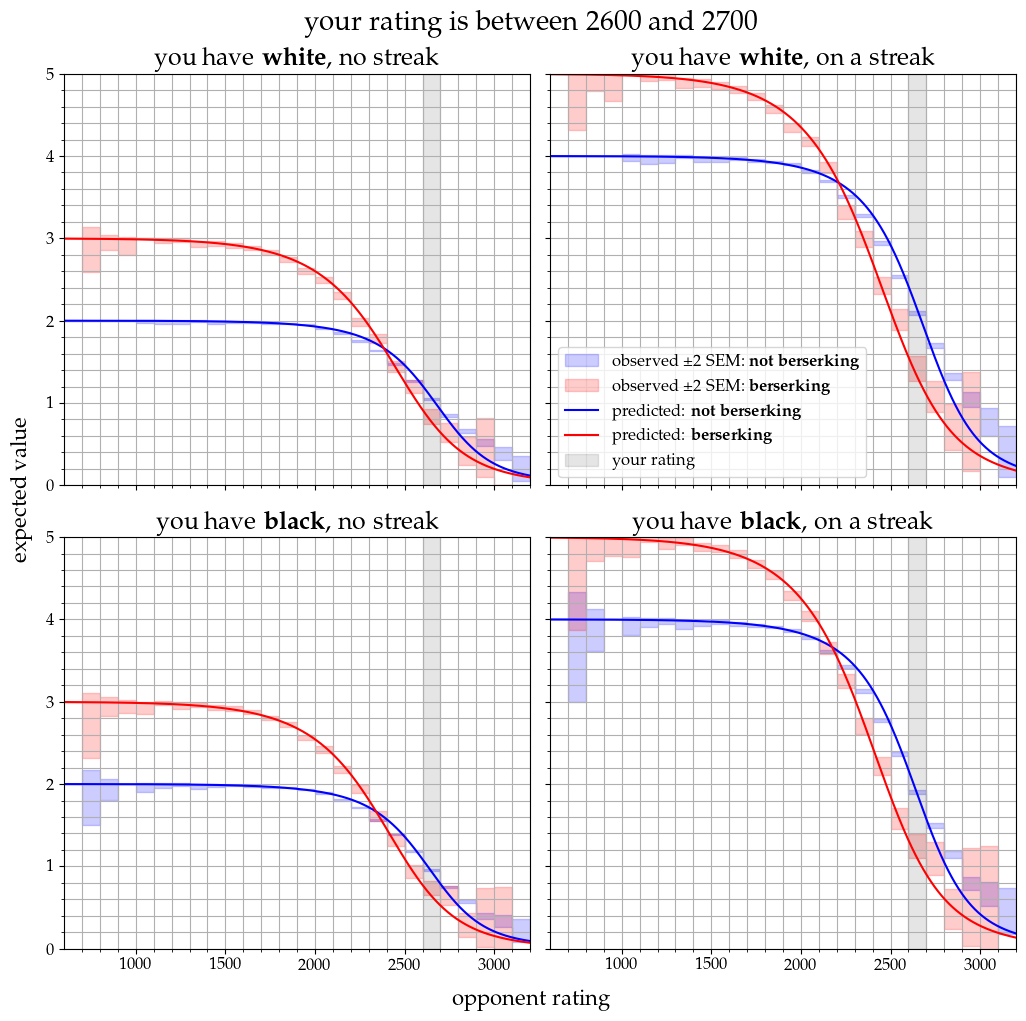 your rating is between 2600 and 2700
you have white, no streak
you have white, on a streak
5
4
3
2
1
0
observed ±2 SEM: not berserking
observed ±2 SEM: berserking
predicted: not berserking
predicted: berserking
your rating
expected value
you have black, no streak
you have black, on a streak
5
4
3
2
1
0
1000 1500 2000 2500 3000
1000 1500 2000 2500 3000
opponent rating